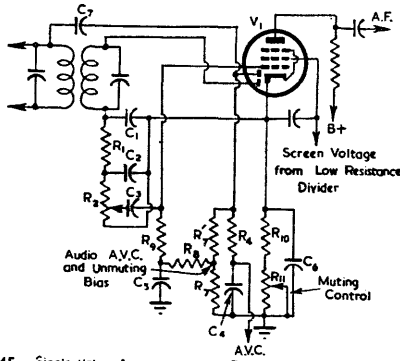 C7
V1
A.F.
B+
Screen Voltage
from Low Resistance
Divider
C1
R1
C2
R2
C3
R9
R8
R7'
R4
R10
C6
Audio A.V.C.
and Unmuting
Bias
C5
R7
C4
R11
Muting
Control
A.V.C.